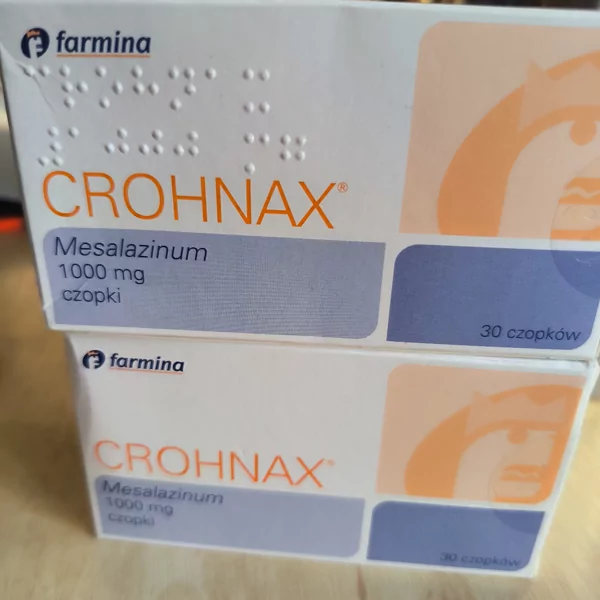 farmina
CROHNAX®
Mesalazinum
1000 mg
czopki
30 czopków
farmina
CROHNAX®
Mesalazinum
1000 mg
czopki
30 czopków